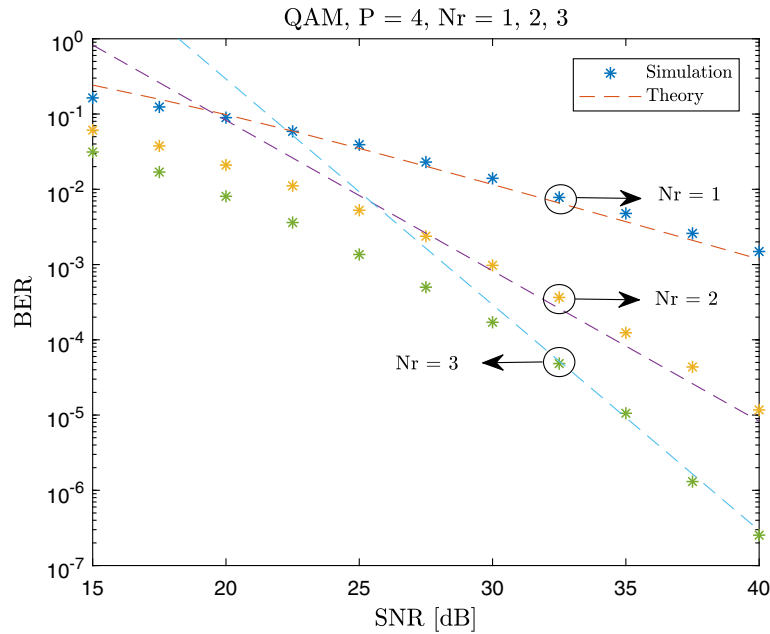 QAM, P = 4, Nr = 1, 2, 3
10^0
10^-1
10^-2
10^-3
10^-4
10^-5
10^-6
10^-7
BER
Simulation
Theory
Nr = 1
Nr = 2
Nr = 3
15 20 25 30 35 40
SNR [dB]